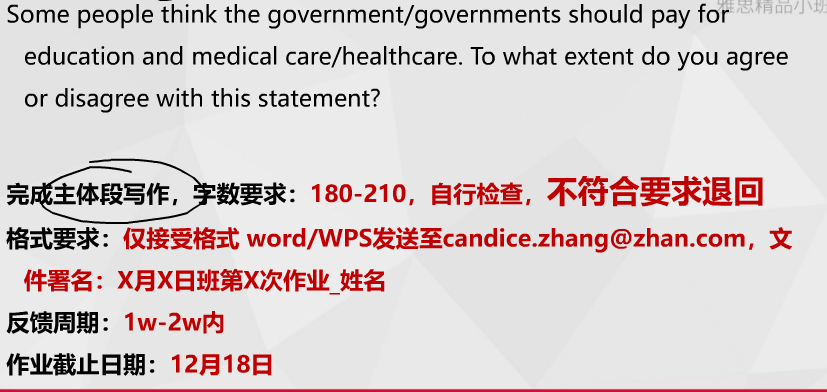 雅思精品小班
Some people think the government/governments should pay for
education and medical care/healthcare. To what extent do you agree
or disagree with this statement?
完成主体段写作，字数要求：180-210，自行检查，不符合要求退回
格式要求：仅接受格式 word/WPS发送至candice.zhang@zhan.com，文
件署名：X月X日班第X次作业_姓名
反馈周期：1w-2w内
作业截止日期：12月18日